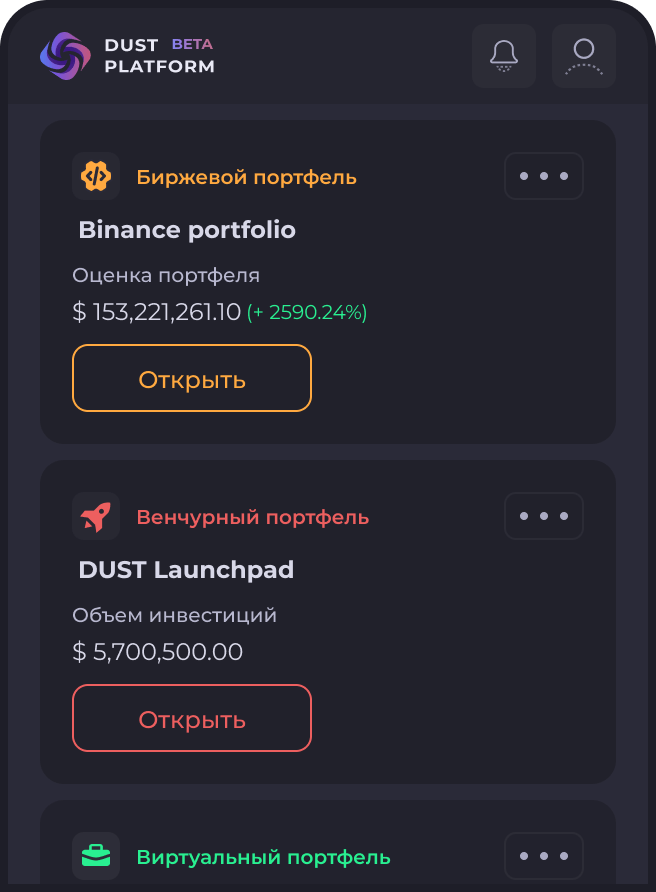 DUST BETA
PLATFORM
Биржевой портфель
Binance portfolio
Оценка портфеля
$ 153,221,261.10 (+ 2590.24%)
Открыть
Венчурный портфель
DUST Launchpad
Объем инвестиций
$ 5,700,500.00
Открыть
Виртуальный портфель